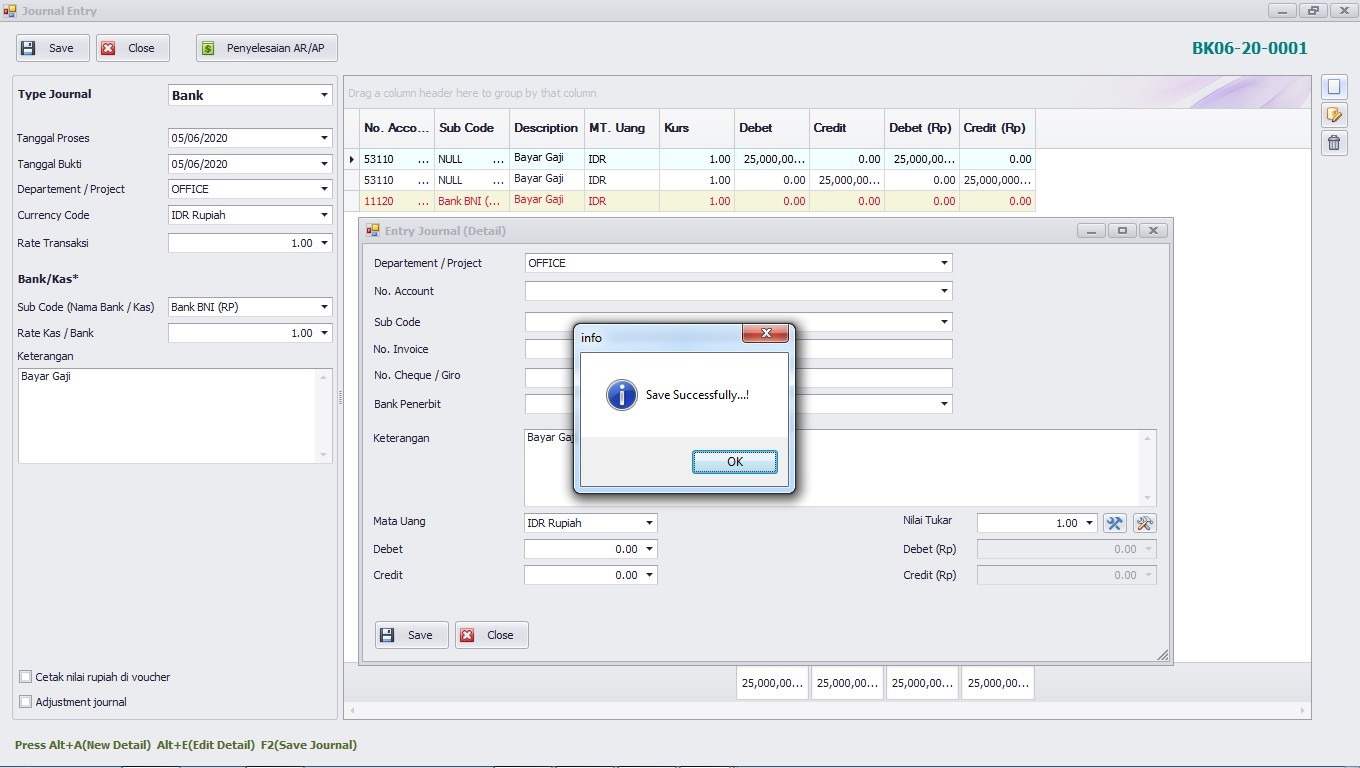 Journal Entry
Save Close Penyelesaian AR/AP BK06-20-0001
Type Journal Bank
Tanggal Proses 05/06/2020
Tanggal Bukti 05/06/2020
Departement / Project OFFICE
Currency Code IDR Rupiah
Rate Transaksi 1.00
Bank/Kas*
Sub Code (Nama Bank / Kas) Bank BNI (RP)
Rate Kas / Bank 1.00
Keterangan
Bayar Gaji
Cetak nilai rupiah di voucher
Adjustment journal
Drag a column header here to group by that column
No. Acco... Sub Code Description MT. Uang Kurs Debet Credit Debet (Rp) Credit (Rp)
53110 ... NULL ... Bayar Gaji IDR 1.00 25,000,00... 0.00 25,000,00... 0.00
53110 ... NULL ... Bayar Gaji IDR 1.00 0.00 25,000,00... 0.00 25,000,000...
11120 ... Bank BNI (... Bayar Gaji IDR 1.00 0.00 0.00 0.00 0.00
Entry Journal (Detail)
Departement / Project OFFICE
No. Account
Sub Code
No. Invoice
No. Cheque / Giro
Bank Penerbit
Keterangan Bayar Gaj
Mata Uang IDR Rupiah Nilai Tukar 1.00
Debet 0.00 Debet (Rp) 0.00
Credit 0.00 Credit (Rp) 0.00
Save Close
info
Save Successfully...!
OK
25,000,00... 25,000,00... 25,000,00... 25,000,00...
Press Alt+A(New Detail) Alt+E(Edit Detail) F2(Save Journal)